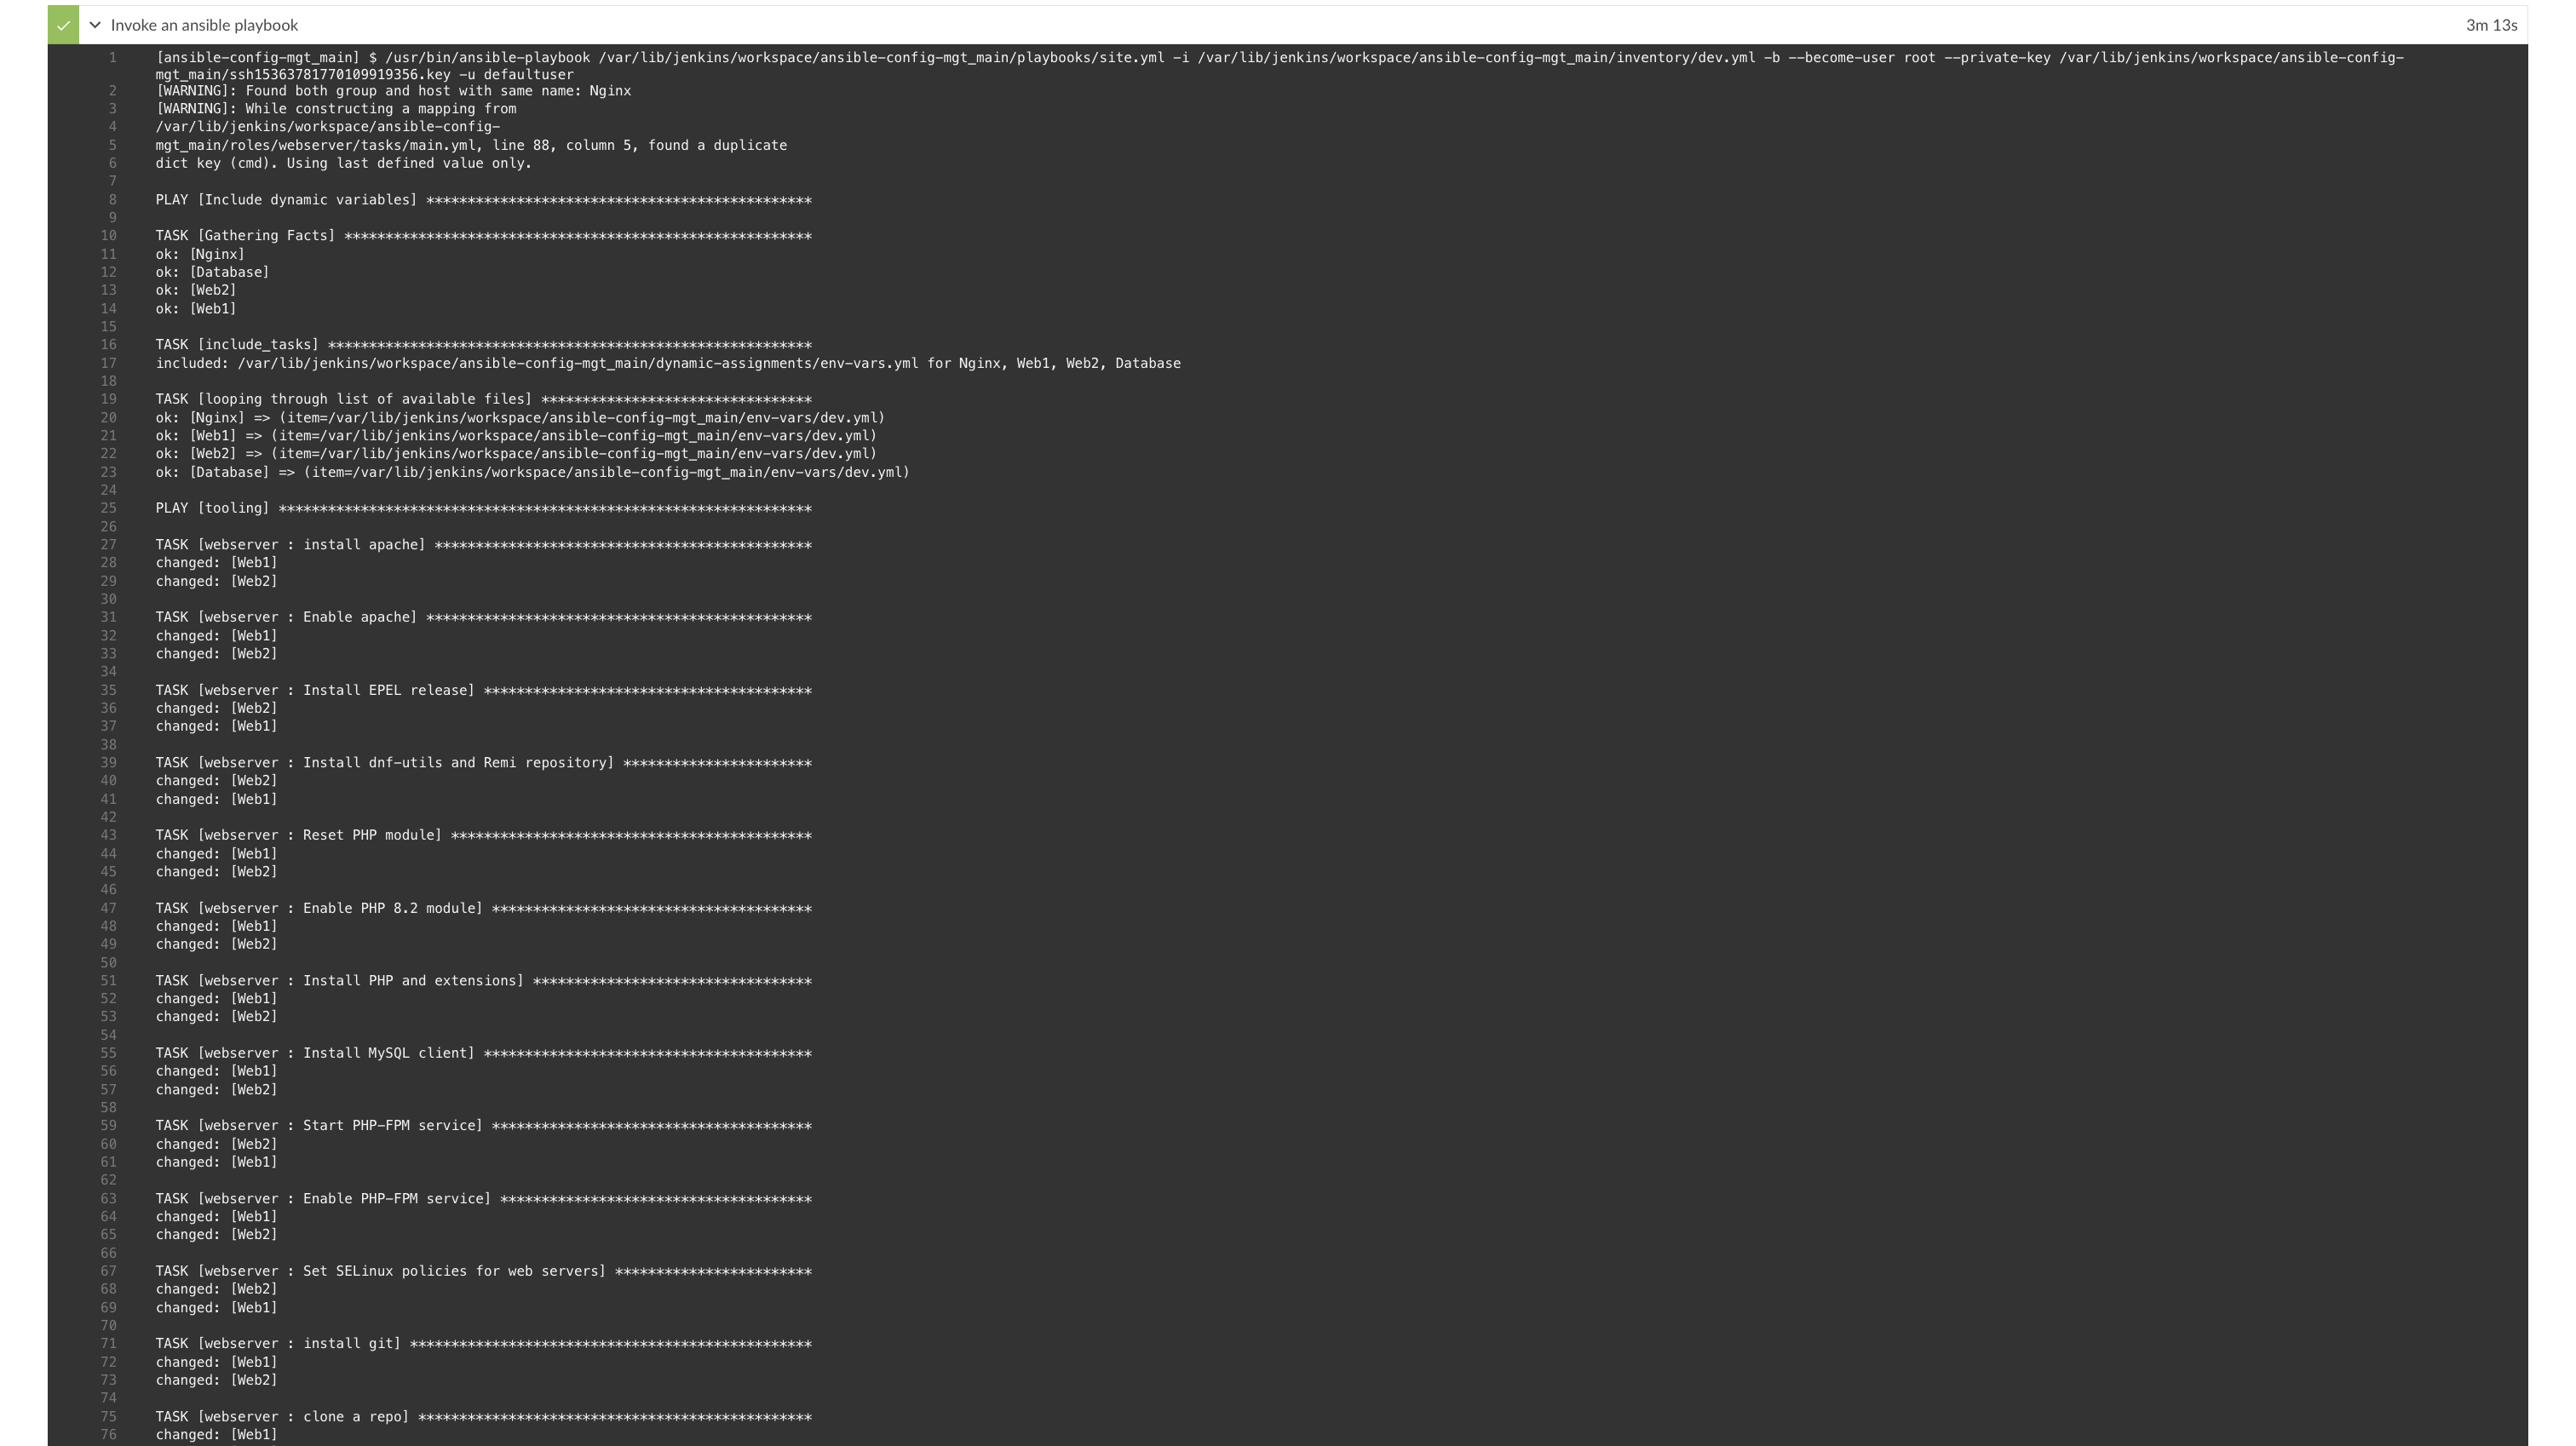 Invoke an ansible playbook 3m 13s
1 [ansible-config-mgt_main] $ /usr/bin/ansible-playbook /var/lib/jenkins/workspace/ansible-config-mgt_main/playbooks/site.yml -i /var/lib/jenkins/workspace/ansible-config-mgt_main/inventory/dev.yml -b --become-user root --private-key /var/lib/jenkins/workspace/ansible-config-
mgt_main/ssh15363781770109919356.key -u defaultuser
2 [WARNING]: Found both group and host with same name: Nginx
3 [WARNING]: While constructing a mapping from
4 /var/lib/jenkins/workspace/ansible-config-
5 mgt_main/roles/webserver/tasks/main.yml, line 88, column 5, found a duplicate
6 dict key (cmd). Using last defined value only.
7
8 PLAY [Include dynamic variables] ***********************************************
9
10 TASK [Gathering Facts] *********************************************************
11 ok: [Nginx]
12 ok: [Database]
13 ok: [Web2]
14 ok: [Web1]
15
16 TASK [include_tasks] ***********************************************************
17 included: /var/lib/jenkins/workspace/ansible-config-mgt_main/dynamic-assignments/env-vars.yml for Nginx, Web1, Web2, Database
18
19 TASK [looping through list of available files] *********************************
20 ok: [Nginx] => (item=/var/lib/jenkins/workspace/ansible-config-mgt_main/env-vars/dev.yml)
21 ok: [Web1] => (item=/var/lib/jenkins/workspace/ansible-config-mgt_main/env-vars/dev.yml)
22 ok: [Web2] => (item=/var/lib/jenkins/workspace/ansible-config-mgt_main/env-vars/dev.yml)
23 ok: [Database] => (item=/var/lib/jenkins/workspace/ansible-config-mgt_main/env-vars/dev.yml)
24
25 PLAY [tooling] *****************************************************************
26
27 TASK [webserver : install apache] **********************************************
28 changed: [Web1]
29 changed: [Web2]
30
31 TASK [webserver : Enable apache] ***********************************************
32 changed: [Web1]
33 changed: [Web2]
34
35 TASK [webserver : Install EPEL release] ****************************************
36 changed: [Web2]
37 changed: [Web1]
38
39 TASK [webserver : Install dnf-utils and Remi repository] ***********************
40 changed: [Web2]
41 changed: [Web1]
42
43 TASK [webserver : Reset PHP module] ********************************************
44 changed: [Web1]
45 changed: [Web2]
46
47 TASK [webserver : Enable PHP 8.2 module] ***************************************
48 changed: [Web1]
49 changed: [Web2]
50
51 TASK [webserver : Install PHP and extensions] **********************************
52 changed: [Web1]
53 changed: [Web2]
54
55 TASK [webserver : Install MySQL client] ****************************************
56 changed: [Web1]
57 changed: [Web2]
58
59 TASK [webserver : Start PHP-FPM service] ***************************************
60 changed: [Web2]
61 changed: [Web1]
62
63 TASK [webserver : Enable PHP-FPM service] **************************************
64 changed: [Web1]
65 changed: [Web2]
66
67 TASK [webserver : Set SELinux policies for web servers] ************************
68 changed: [Web2]
69 changed: [Web1]
70
71 TASK [webserver : install git] *************************************************
72 changed: [Web1]
73 changed: [Web2]
74
75 TASK [webserver : clone a repo] ************************************************
76 changed: [Web1]